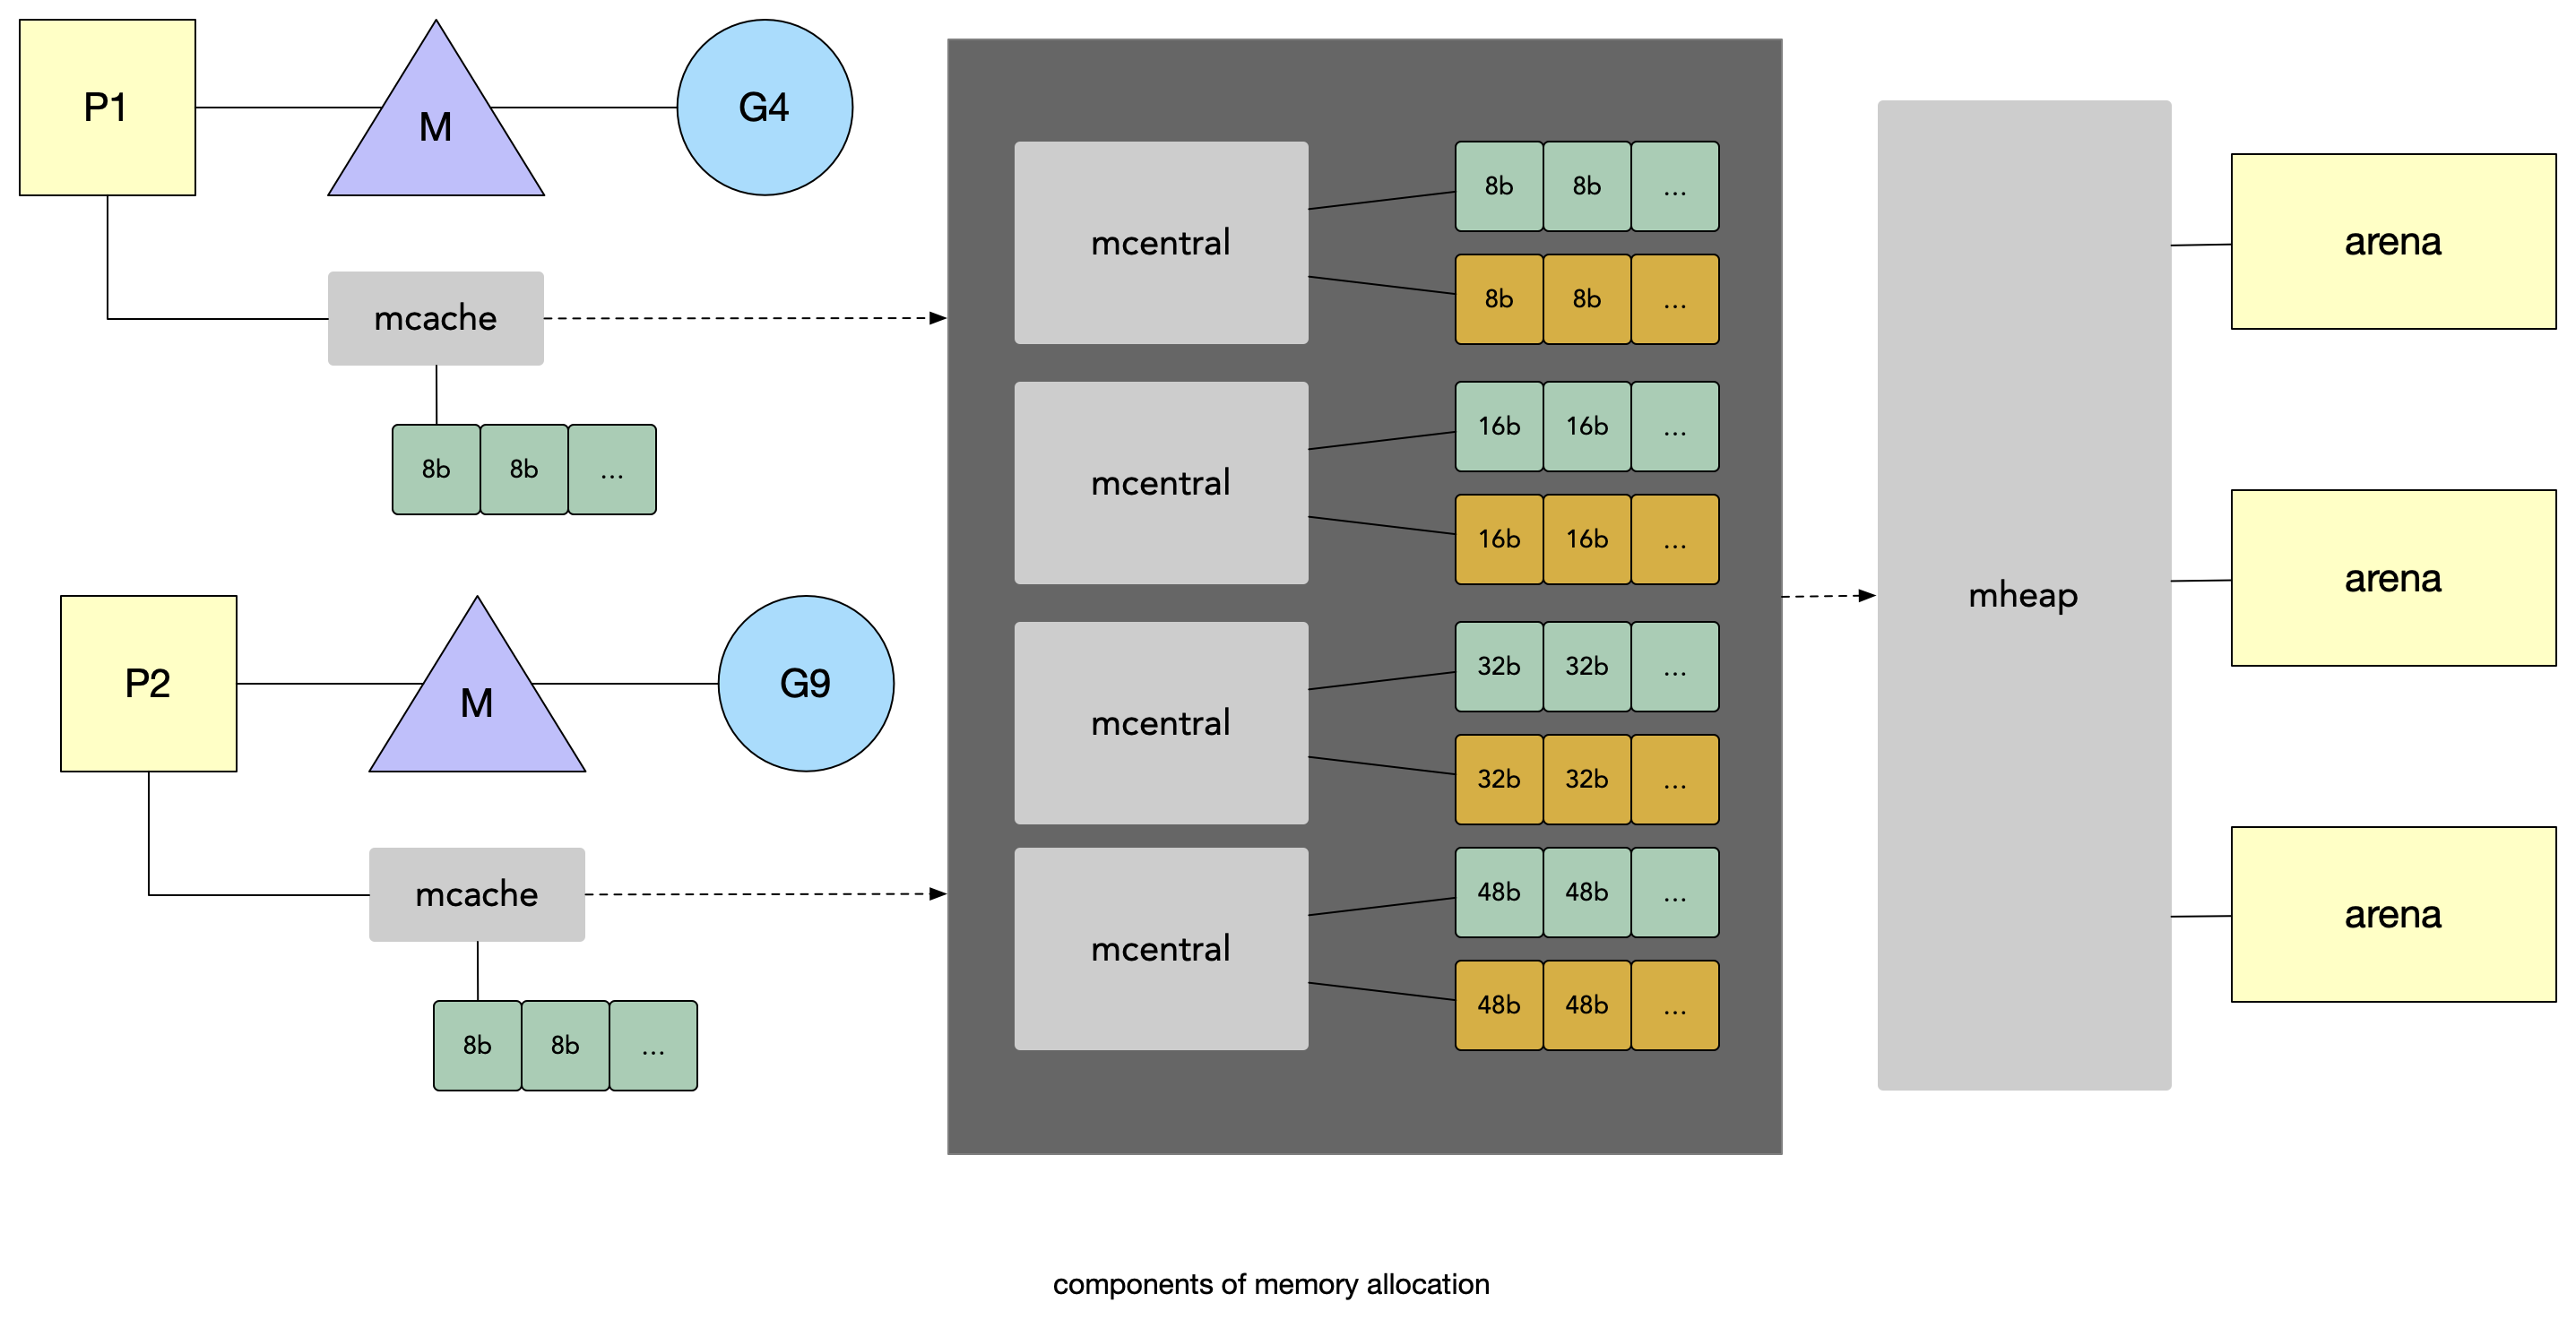 P1
M
G4
mcache
8b 8b ...
P2
M
G9
mcache
8b 8b ...
mcentral
8b 8b ...
8b 8b ...
mcentral
16b 16b ...
16b 16b ...
mcentral
32b 32b ...
32b 32b ...
mcentral
48b 48b ...
48b 48b ...
mheap
arena
arena
arena
components of memory allocation